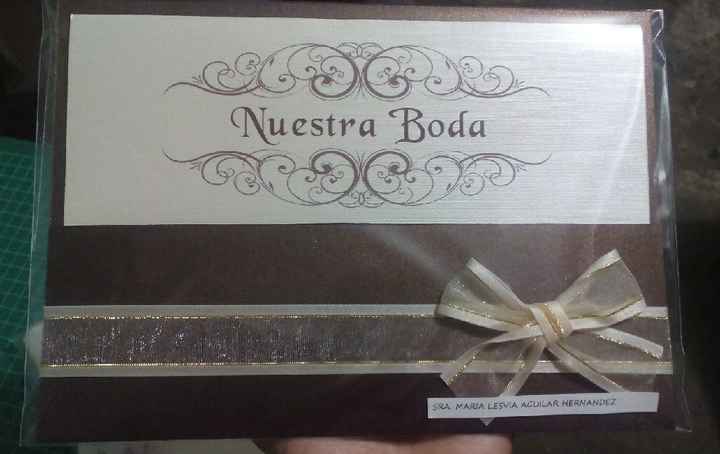 Nuestra Boda
SRA. MARIA LESVIA AGUILAR HERNANDEZ